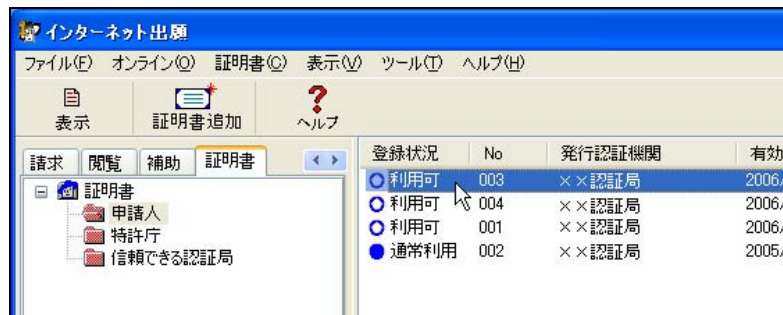 インターネット出願
ファイル(F) オンライン(O) 証明書(C) 表示(V) ツール(T) ヘルプ(H)
表示 証明書追加 ヘルプ
請求 閲覧 補助 証明書
証明書
申請人
特許庁
信頼できる認証局
登録状況 No 発行認証機関 有効
利用可 003 ××認証局 2006/
利用可 004 ××認証局 2006/
利用可 001 ××認証局 2006/
通常利用 002 ××認証局 2005/